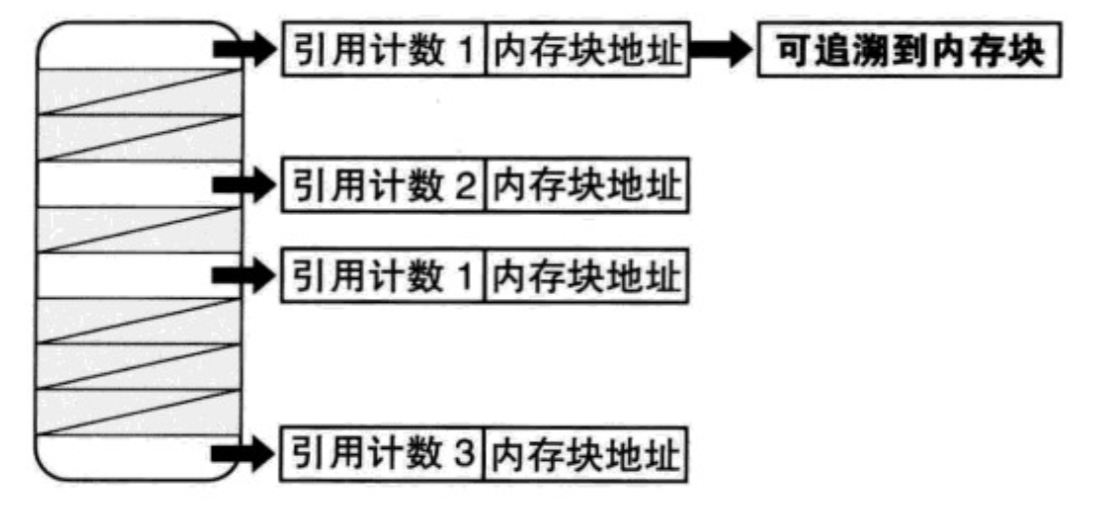 引用计数 1 内存块地址 可追溯到内存块
引用计数 2 内存块地址
引用计数 1 内存块地址
引用计数 3 内存块地址